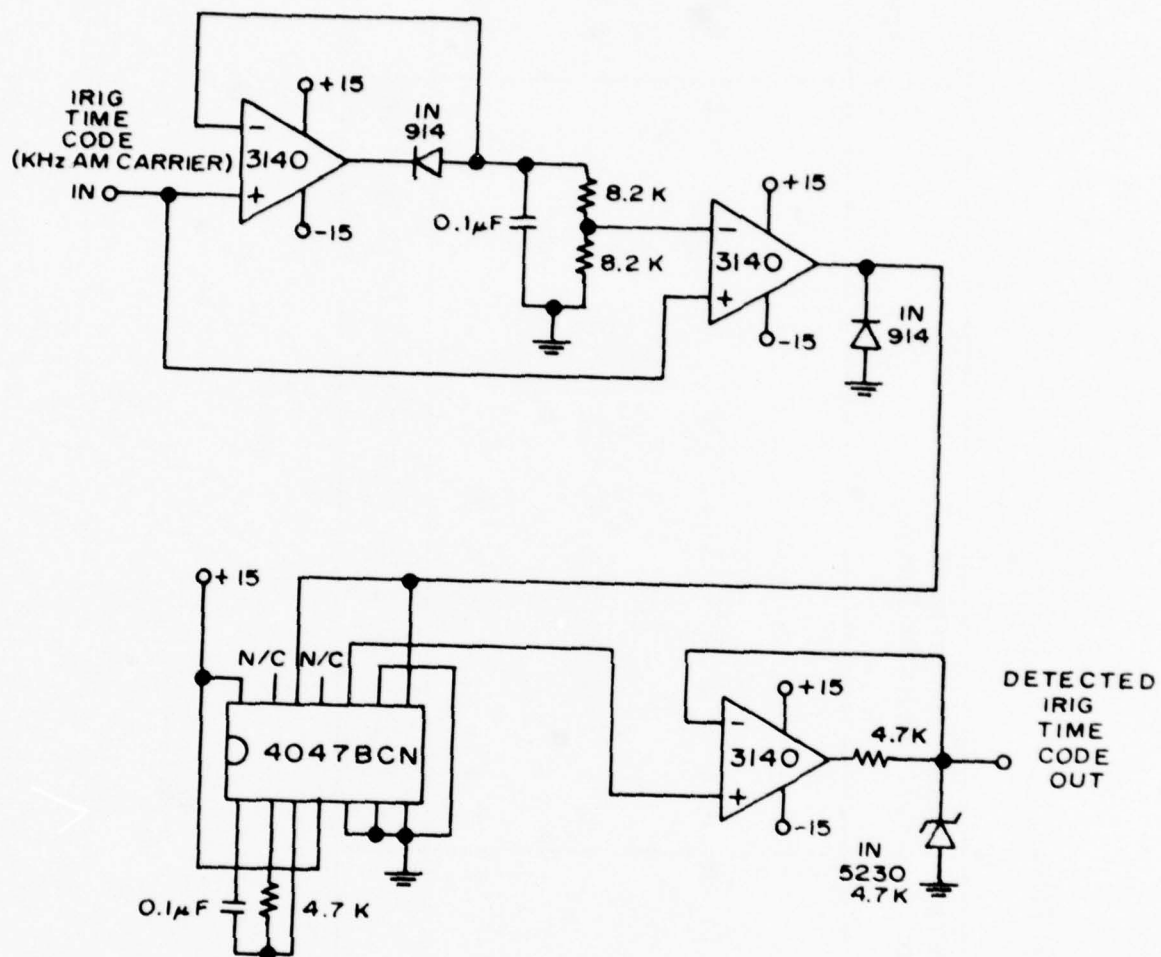 IRIG
TIME
CODE
(KHz AM CARRIER)
IN
+15
-
3140
+
-15
IN
914
0.1µF
8.2 K
8.2 K
+15
-
3140
+
-15
IN
914
+15
N/C N/C
4047BCN
0.1µF
4.7 K
+15
-
3140
+
-15
4.7K
IN
5230
4.7K
DETECTED
IRIG
TIME
CODE
OUT